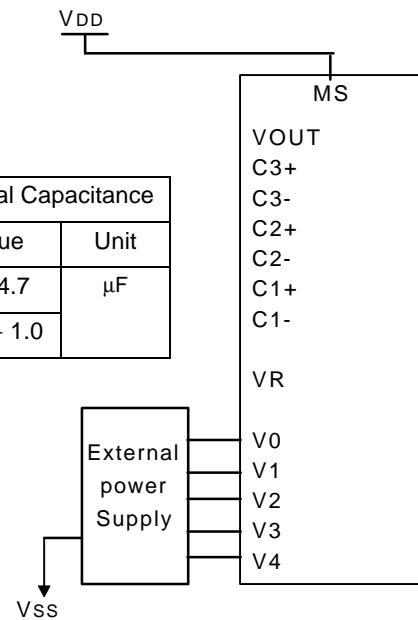 VDD
MS
VOUT
C3+
C3-
C2+
C2-
C1+
C1-
VR
V0
V1
V2
V3
V4
al Capacitance
ue Unit
4.7 µF
- 1.0
External
power
Supply
VSS